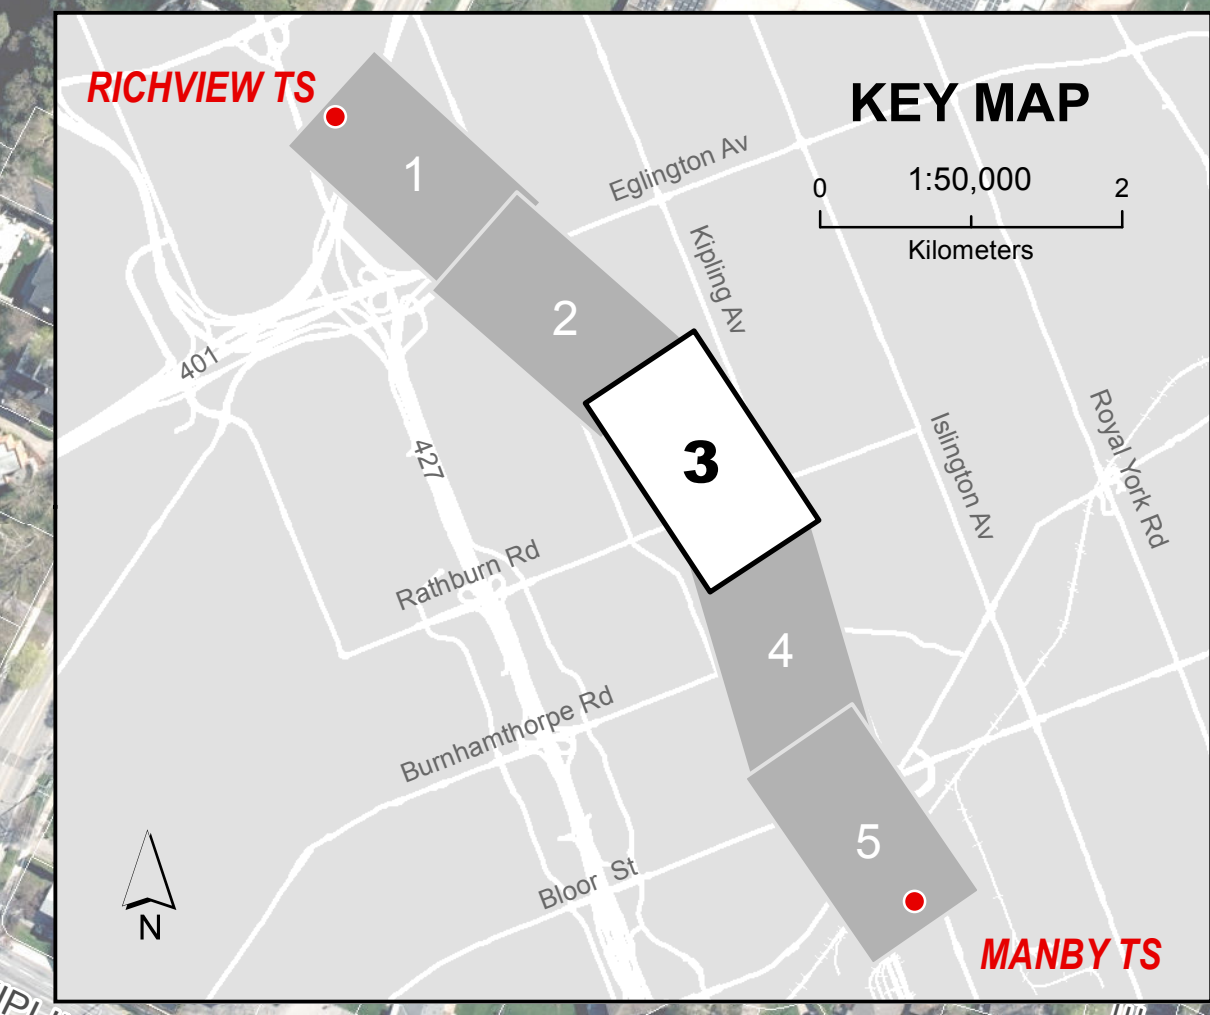 RICHVIEW TS
KEY MAP
1:50,000
0 2
Kilometers
1
Eglington Av
Kipling Av
2
401
427
3
Islington Av
Royal York Rd
Rathburn Rd
4
Burnhamthorpe Rd
5
Bloor St
N
MANBY TS